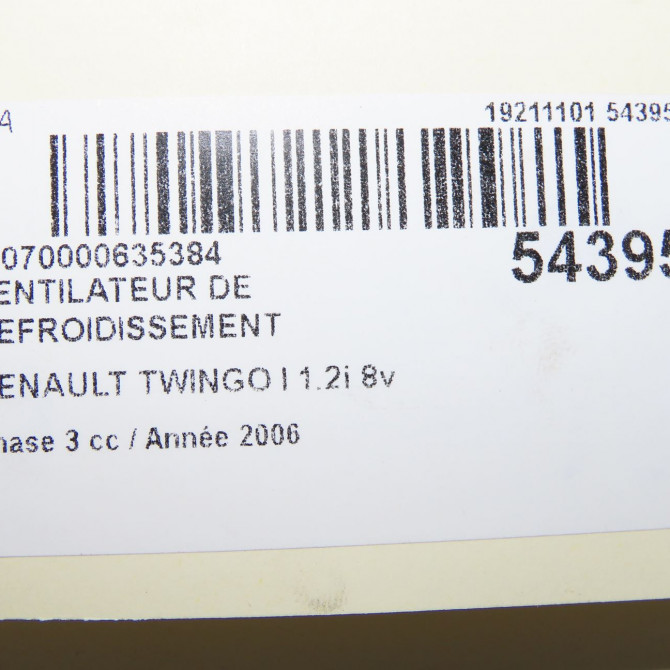 19211101 54395
070000635384
54395
ENTILATEUR DE
EFROIDISSEMENT
ENAULT TWINGO I 1.2i 8v
hase 3 cc / Année 2006